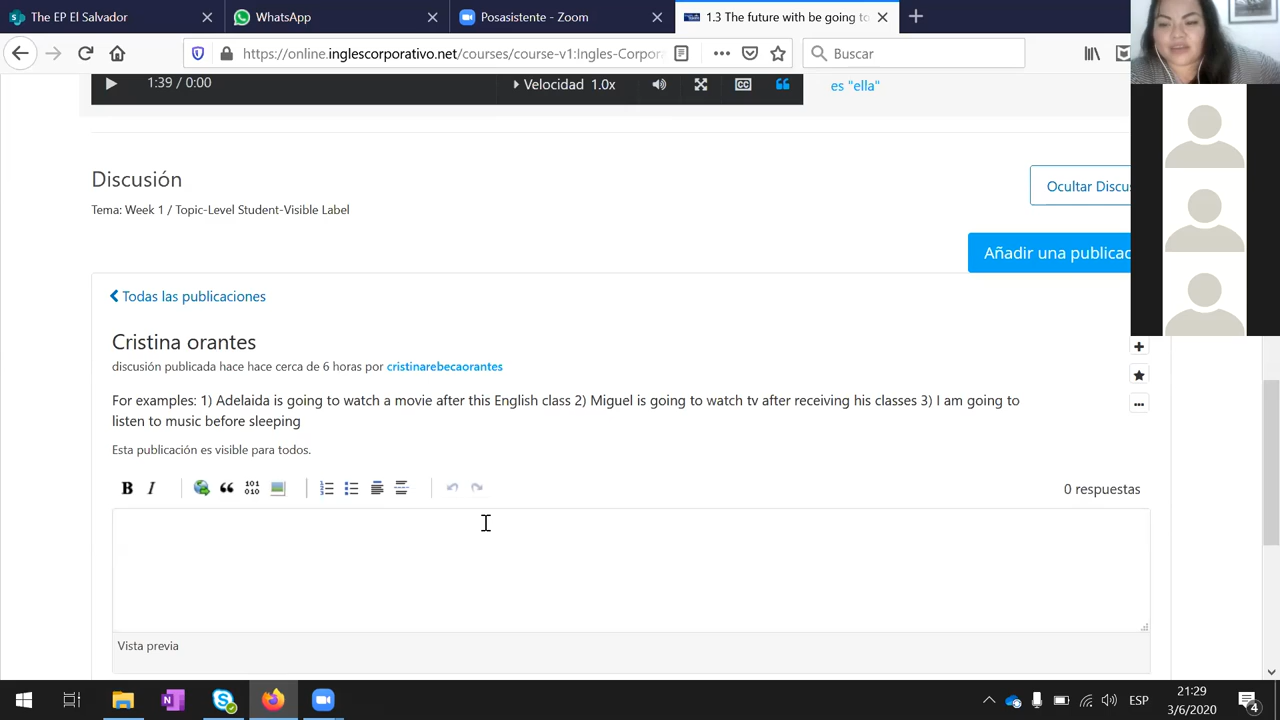 The EP El Salvador
WhatsApp
Posasistente - Zoom
1.3 The future with be going to
https://online.inglescorporativo.net/courses/course-v1:Ingles-Corpora
Buscar
1:39 / 0:00
Velocidad 1.0x
CC
es "ella"
Discusión
Ocultar Discus
Tema: Week 1 / Topic-Level Student-Visible Label
Añadir una publicac
Todas las publicaciones
Cristina orantes
discusión publicada hace hace cerca de 6 horas por cristinarebecaorantes
For examples: 1) Adelaida is going to watch a movie after this English class 2) Miguel is going to watch tv after receiving his classes 3) I am going to
listen to music before sleeping
Esta publicación es visible para todos.
B I
101
010
0 respuestas
Vista previa
ESP
21:29
3/6/2020
4